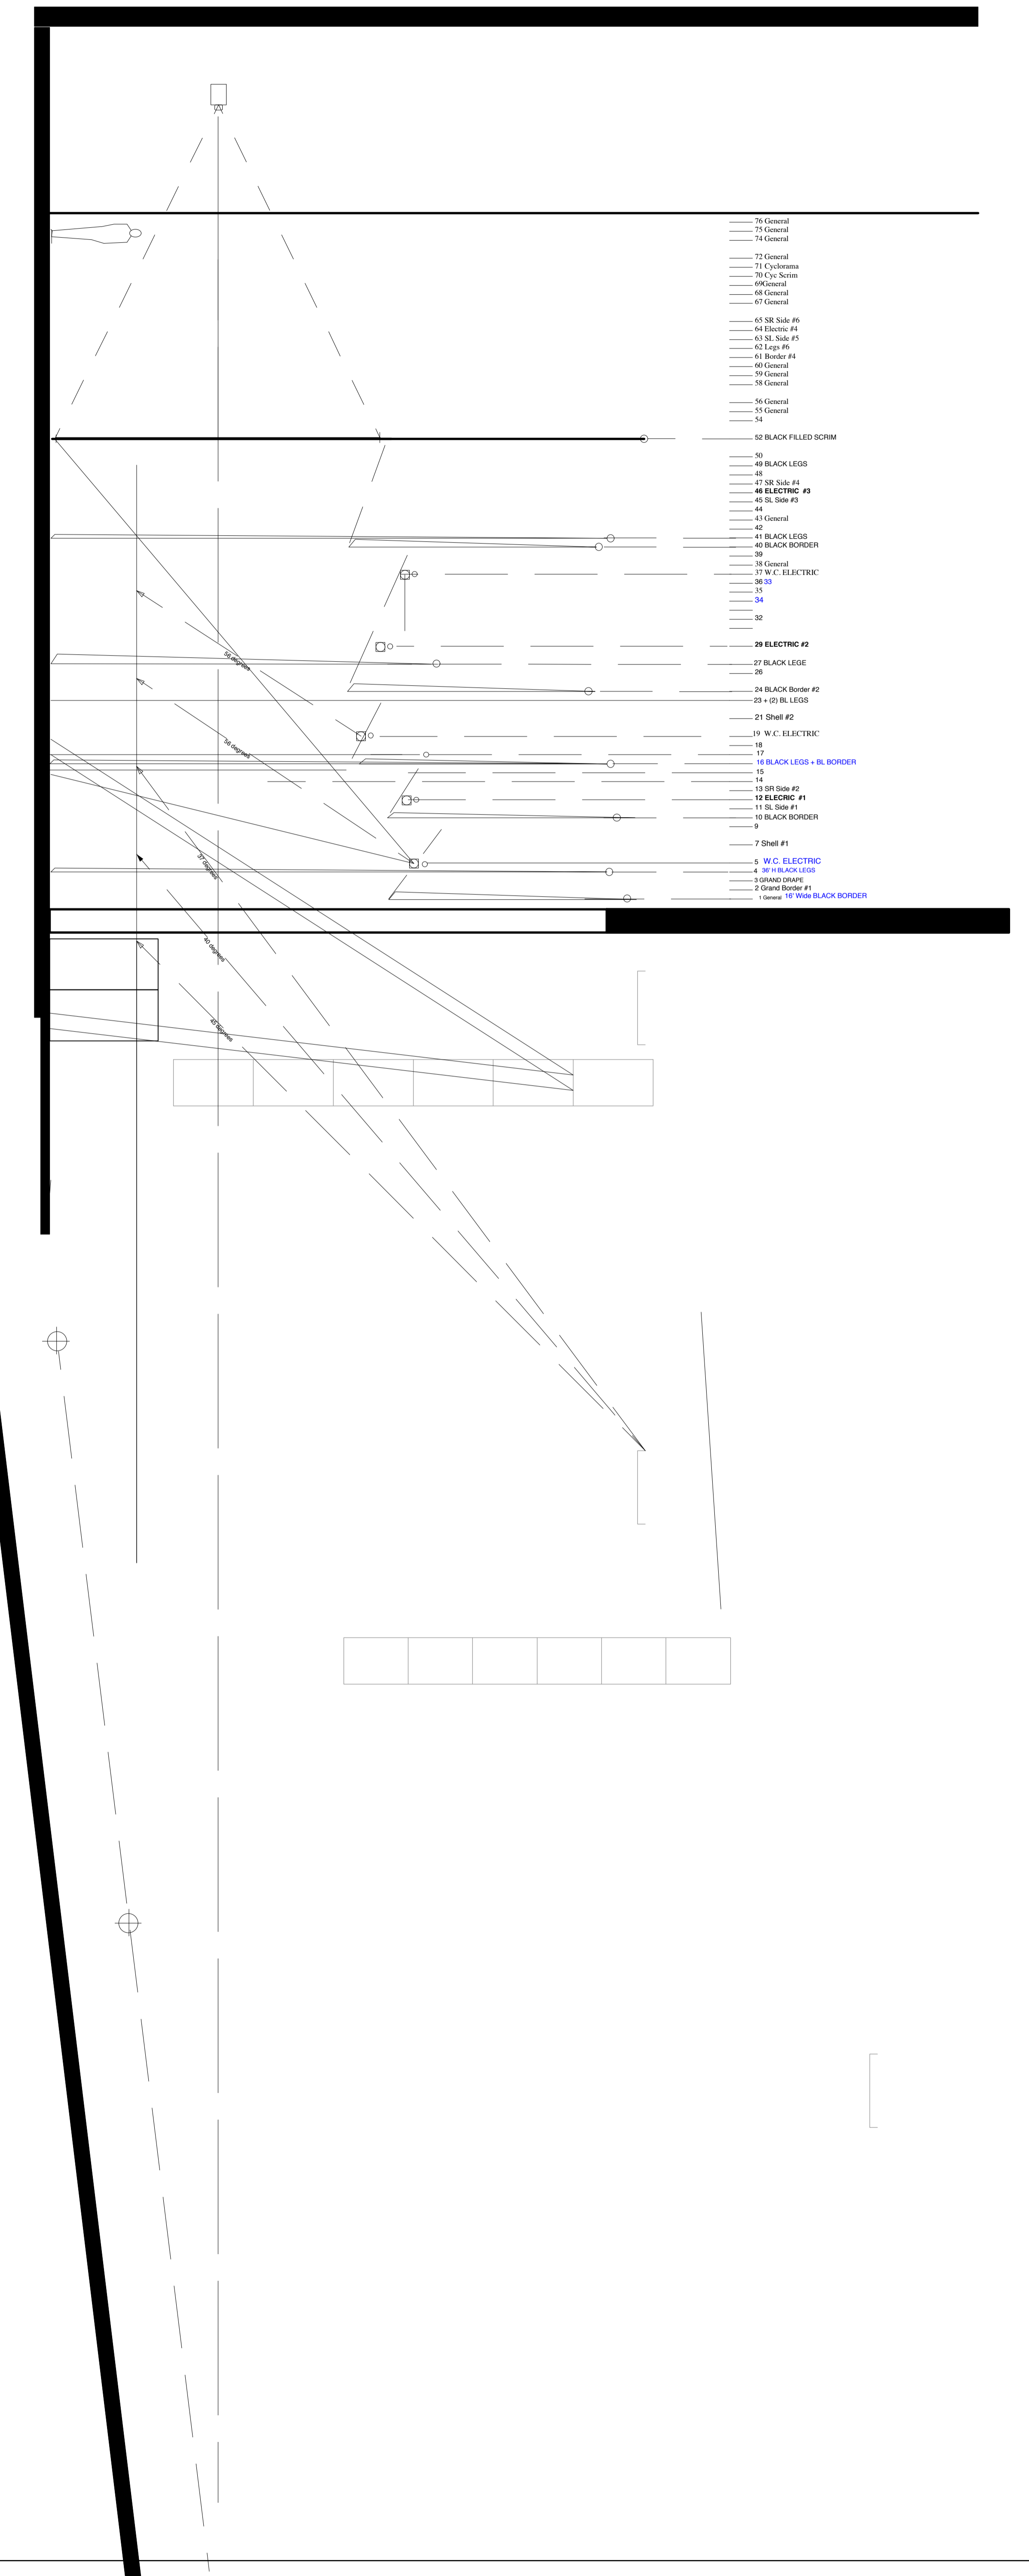 76 General
75 General
74 General
72 General
71 Cyclorama
70 Cyc Scrim
69General
68 General
67 General
65 SR Side #6
64 Electric #4
63 SL Side #5
62 Legs #6
61 Border #4
60 General
59 General
58 General
56 General
55 General
54
52 BLACK FILLED SCRIM
50
49 BLACK LEGS
48
47 SR Side #4
46 ELECTRIC #3
45 SL Side #3
44
43 General
42
41 BLACK LEGS
40 BLACK BORDER
39
38 General
37 W.C. ELECTRIC
36 33
35
34
32
29 ELECTRIC #2
56 degrees
27 BLACK LEGE
26
24 BLACK Border #2
23 + (2) BL LEGS
21 Shell #2
19 W.C. ELECTRIC
56 degrees
18
17
16 BLACK LEGS + BL BORDER
15
14
13 SR Side #2
12 ELECRIC #1
11 SL Side #1
10 BLACK BORDER
9
7 Shell #1
37 degrees
5 W.C. ELECTRIC
4 36' H BLACK LEGS
3 GRAND DRAPE
2 Grand Border #1
1 General 16' Wide BLACK BORDER
40 degrees
45 degrees